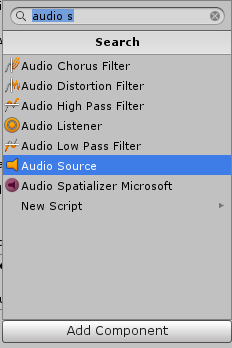 audio s
Search
Audio Chorus Filter
Audio Distortion Filter
Audio High Pass Filter
Audio Listener
Audio Low Pass Filter
Audio Source
Audio Spatializer Microsoft
New Script
Add Component